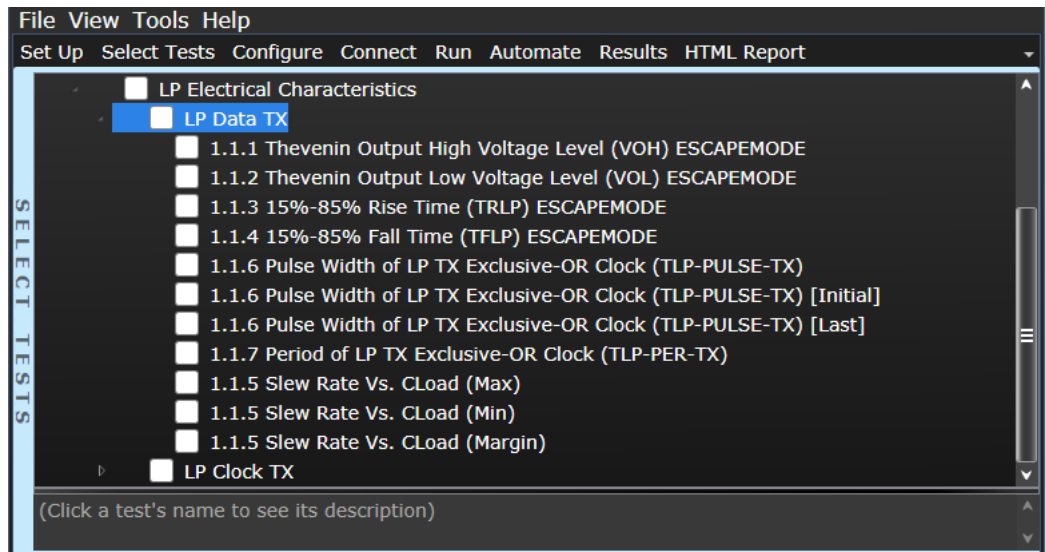 File View Tools Help
Set Up Select Tests Configure Connect Run Automate Results HTML Report
LP Electrical Characteristics
LP Data TX
1.1.1 Thevenin Output High Voltage Level (VOH) ESCAPEMODE
1.1.2 Thevenin Output Low Voltage Level (VOL) ESCAPEMODE
1.1.3 15%-85% Rise Time (TRLP) ESCAPEMODE
1.1.4 15%-85% Fall Time (TFLP) ESCAPEMODE
1.1.6 Pulse Width of LP TX Exclusive-OR Clock (TLP-PULSE-TX)
1.1.6 Pulse Width of LP TX Exclusive-OR Clock (TLP-PULSE-TX) [Initial]
1.1.6 Pulse Width of LP TX Exclusive-OR Clock (TLP-PULSE-TX) [Last]
1.1.7 Period of LP TX Exclusive-OR Clock (TLP-PER-TX)
1.1.5 Slew Rate Vs. CLoad (Max)
1.1.5 Slew Rate Vs. CLoad (Min)
1.1.5 Slew Rate Vs. CLoad (Margin)
LP Clock TX
(Click a test's name to see its description)
SELECT TESTS